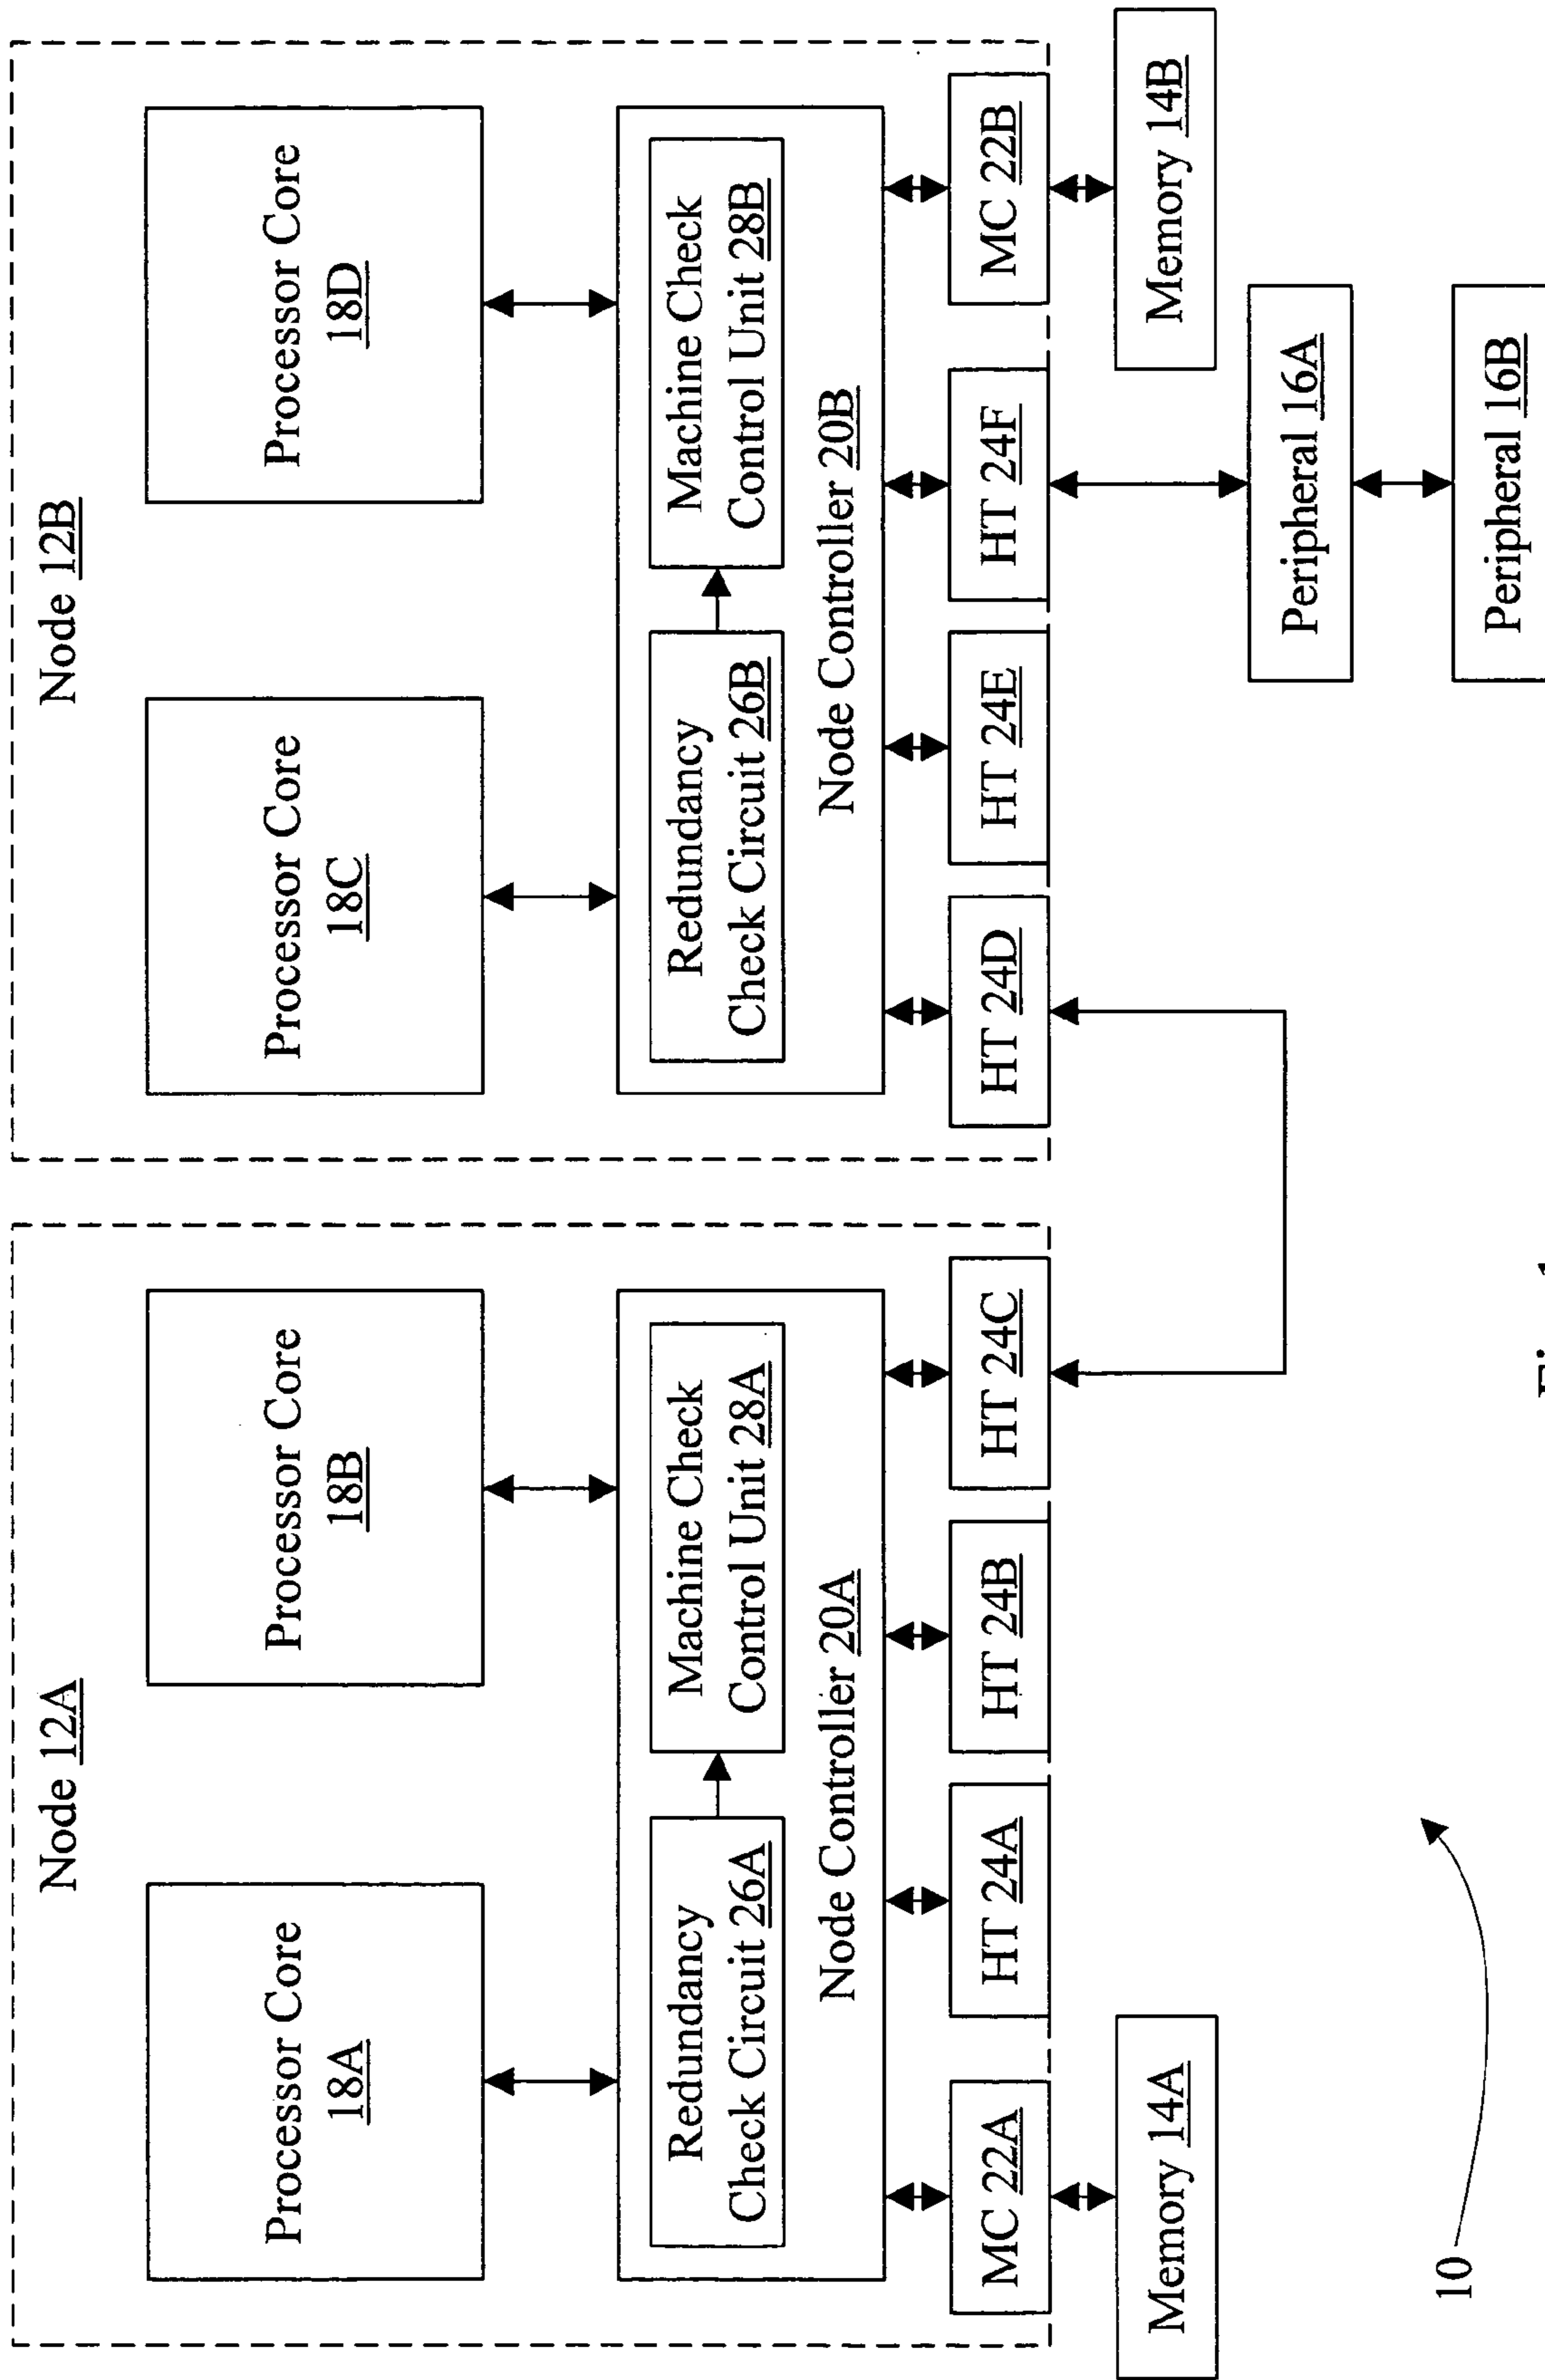 Node 12A
Processor Core
18A
Processor Core
18B
Redundancy
Check Circuit 26A
Machine Check
Control Unit 28A
Node Controller 20A
MC 22A
HT 24A
HT 24B
HT 24C
Memory 14A
Node 12B
Processor Core
18C
Processor Core
18D
Redundancy
Check Circuit 26B
Machine Check
Control Unit 28B
Node Controller 20B
HT 24D
HT 24E
HT 24F
MC 22B
Memory 14B
Peripheral 16A
Peripheral 16B
10